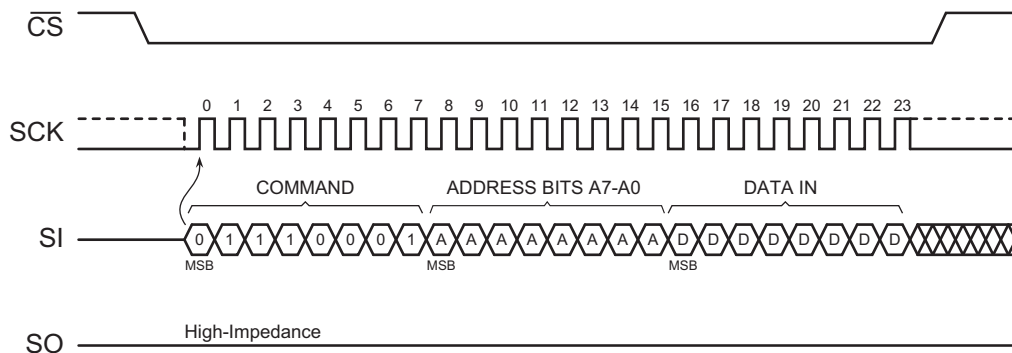 CS
0 1 2 3 4 5 6 7 8 9 10 11 12 13 14 15 16 17 18 19 20 21 22 23
SCK
COMMAND ADDRESS BITS A7-A0 DATA IN
SI 0 1 1 1 0 0 0 1 A A A A A A A A D D D D D D D D
MSB MSB MSB
High-Impedance
SO